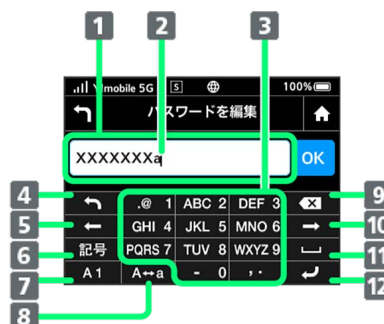 1 2 3
Y!mobile 5G S 100%
パスワードを編集
XXXXXXXa OK
4 .@ 1 ABC 2 DEF 3 9
5 GHI 4 JKL 5 MNO 6 10
6 記号 PQRS 7 TUV 8 WXYZ 9 11
7 A 1 A↔a - 0 ,. 12
8